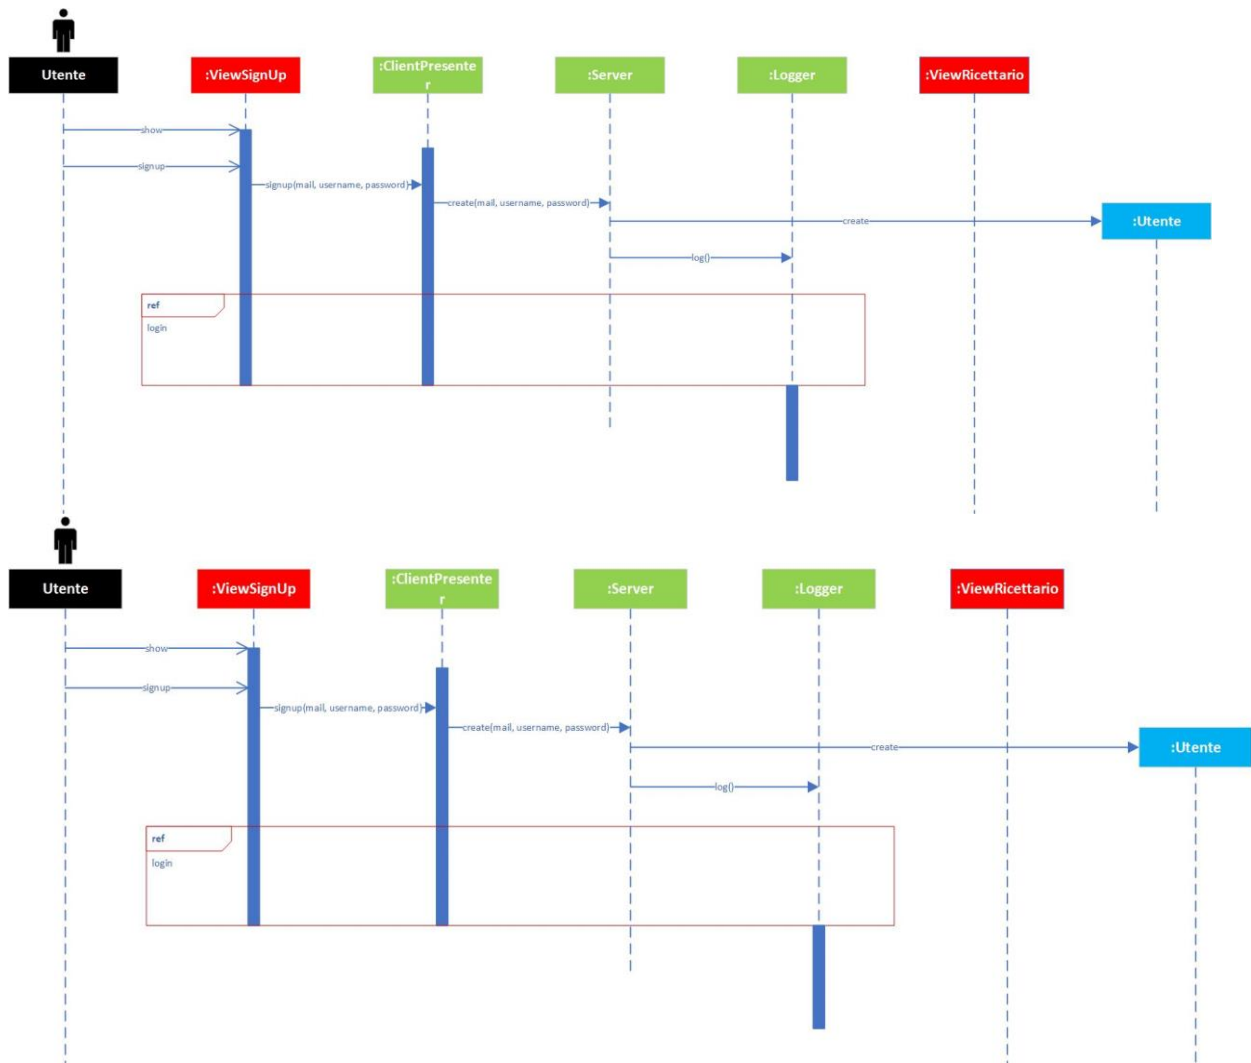 Utente
:ViewSignUp
:ClientPresente
r
:Server
:Logger
:ViewRicettario
show
signup
signup(mail, username, password)
create(mail, username, password)
create
:Utente
log()
ref
login
Utente
:ViewSignUp
:ClientPresente
r
:Server
:Logger
:ViewRicettario
show
signup
signup(mail, username, password)
create(mail, username, password)
create
:Utente
log()
ref
login